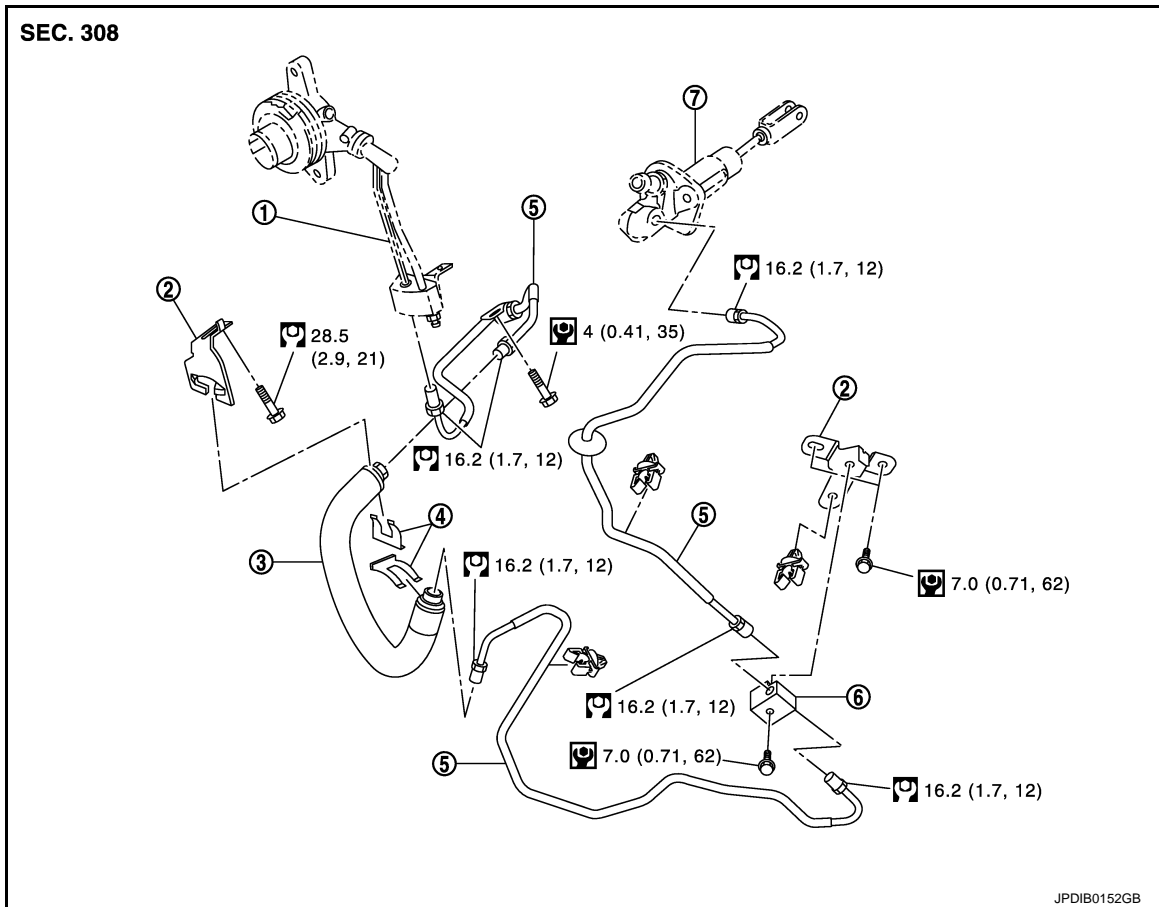 SEC. 308
7
1
5
16.2 (1.7, 12)
2
28.5
(2.9, 21)
4 (0.41, 35)
2
16.2 (1.7, 12)
4
5
3
16.2 (1.7, 12)
7.0 (0.71, 62)
6
16.2 (1.7, 12)
7.0 (0.71, 62)
5
16.2 (1.7, 12)
JPDIB0152GB